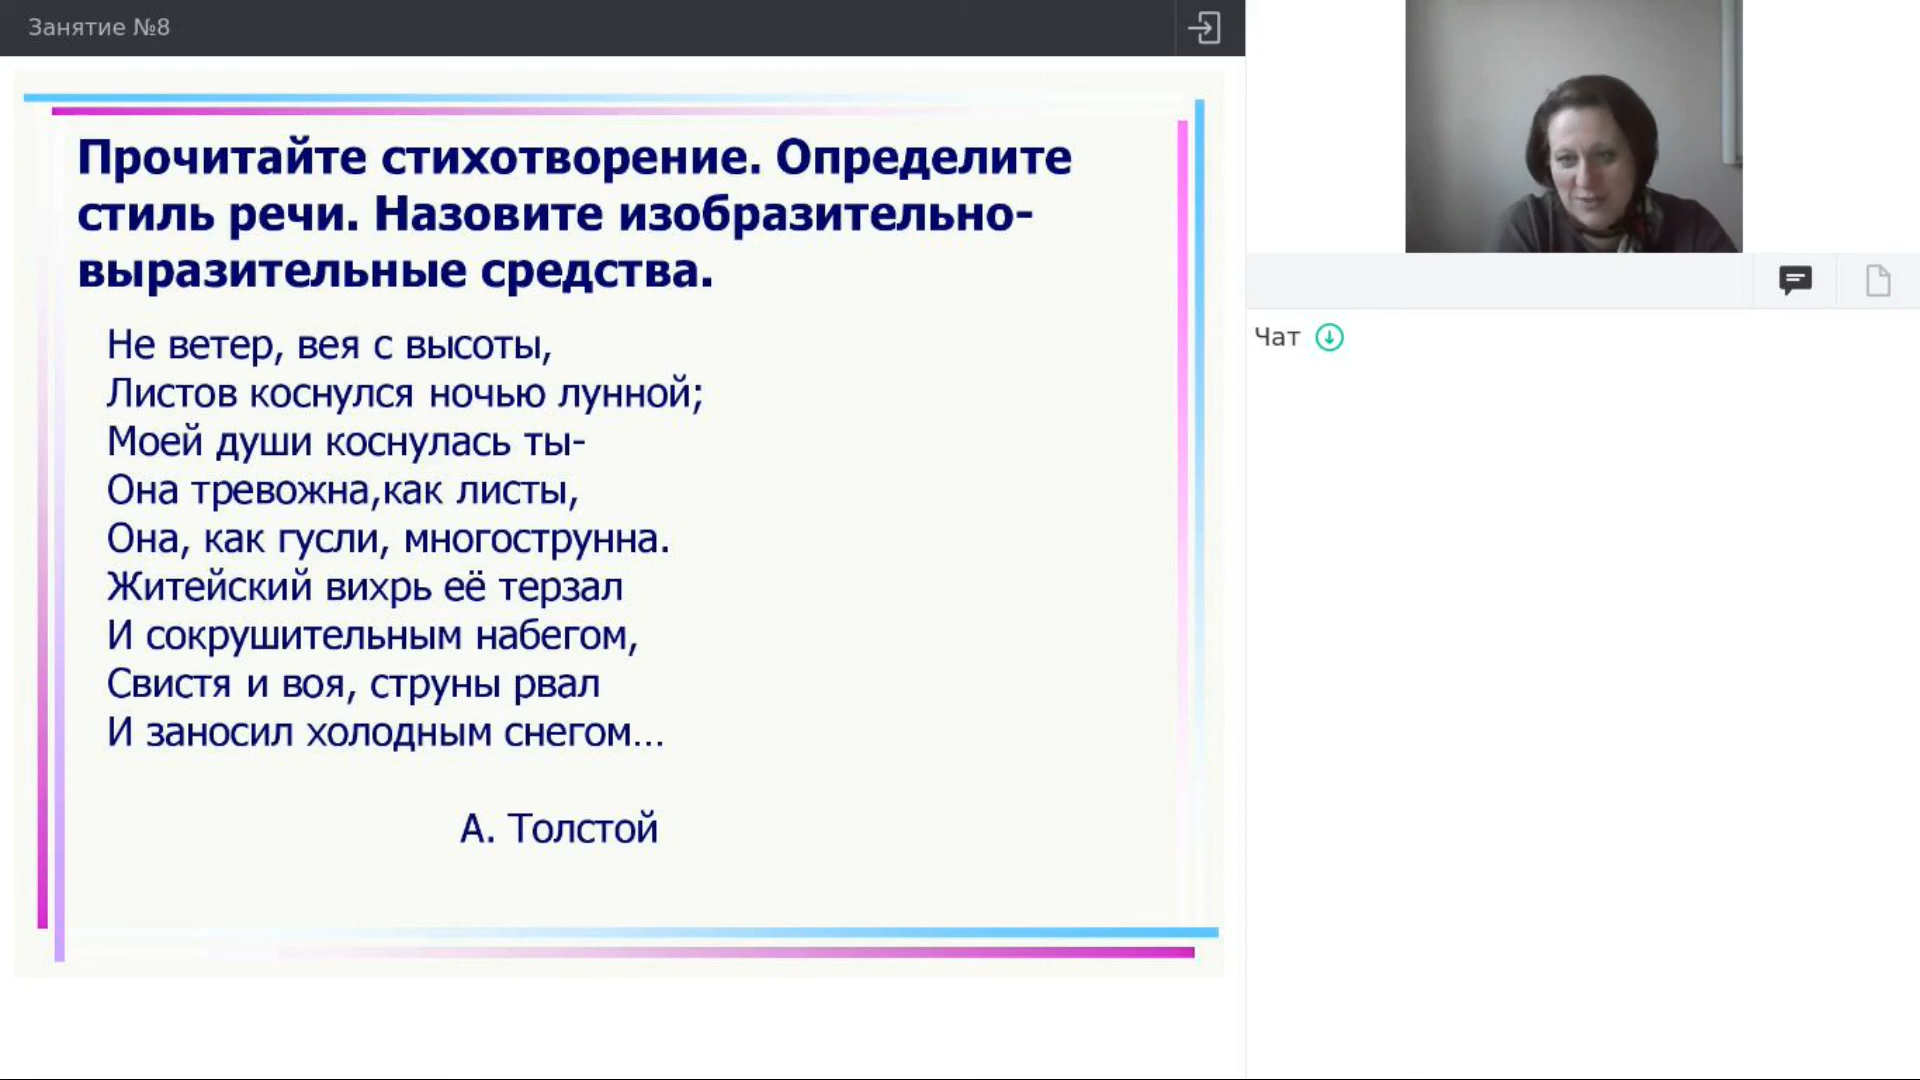 Занятие №8
Прочитайте стихотворение. Определите
стиль речи. Назовите изобразительно-
выразительные средства.
Не ветер, вея с высоты,
Листов коснулся ночью лунной;
Моей души коснулась ты-
Она тревожна,как листы,
Она, как гусли, многострунна.
Житейский вихрь её терзал
И сокрушительным набегом,
Свистя и воя, струны рвал
И заносил холодным снегом...
А. Толстой
Чат